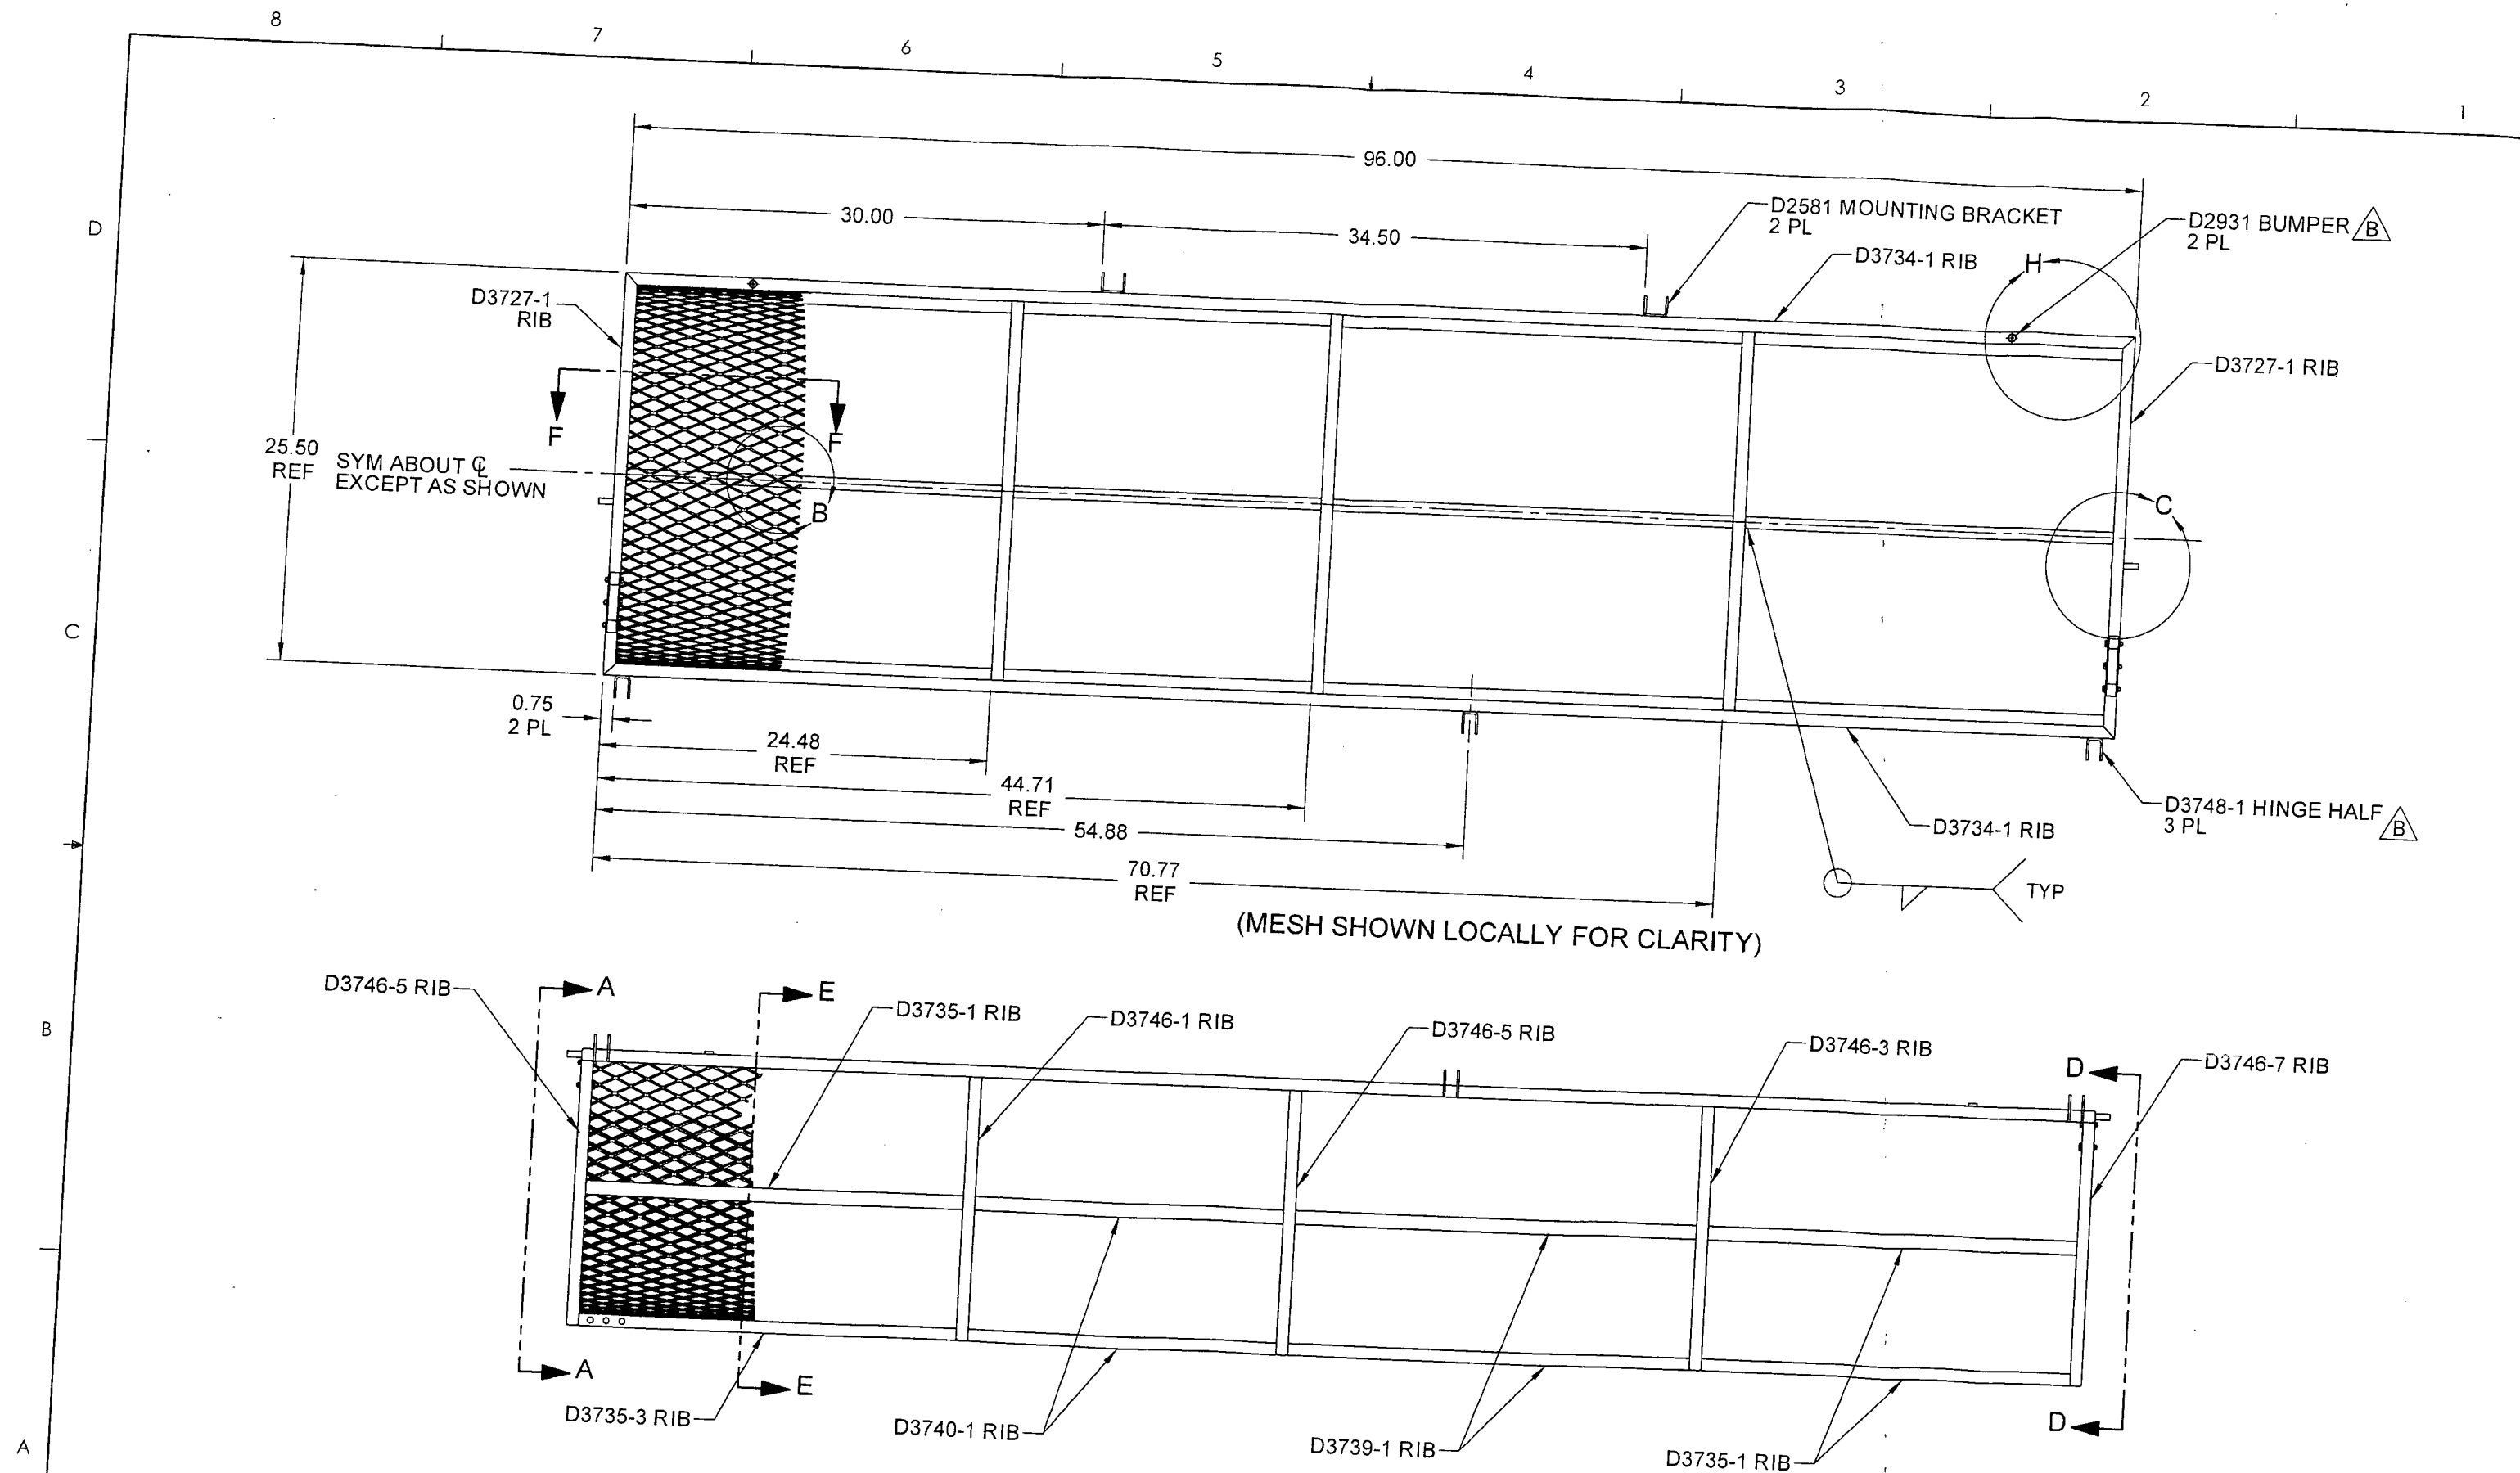 8
7
6
5
4
3
2
1
D
C
B
A
96.00
30.00
34.50
D2581 MOUNTING BRACKET
2 PL
D2931 BUMPER B
2 PL
D3734-1 RIB
H
D3727-1
RIB
D3727-1 RIB
F
F
25.50
REF
SYM ABOUT ℄
EXCEPT AS SHOWN
B
C
0.75
2 PL
24.48
REF
44.71
REF
54.88
70.77
REF
D3748-1 HINGE HALF B
3 PL
D3734-1 RIB
TYP
(MESH SHOWN LOCALLY FOR CLARITY)
D3746-5 RIB
A
E
D3735-1 RIB
D3746-1 RIB
D3746-5 RIB
D3746-3 RIB
D
D3746-7 RIB
A
E
D3735-3 RIB
D3740-1 RIB
D3739-1 RIB
D3735-1 RIB
D